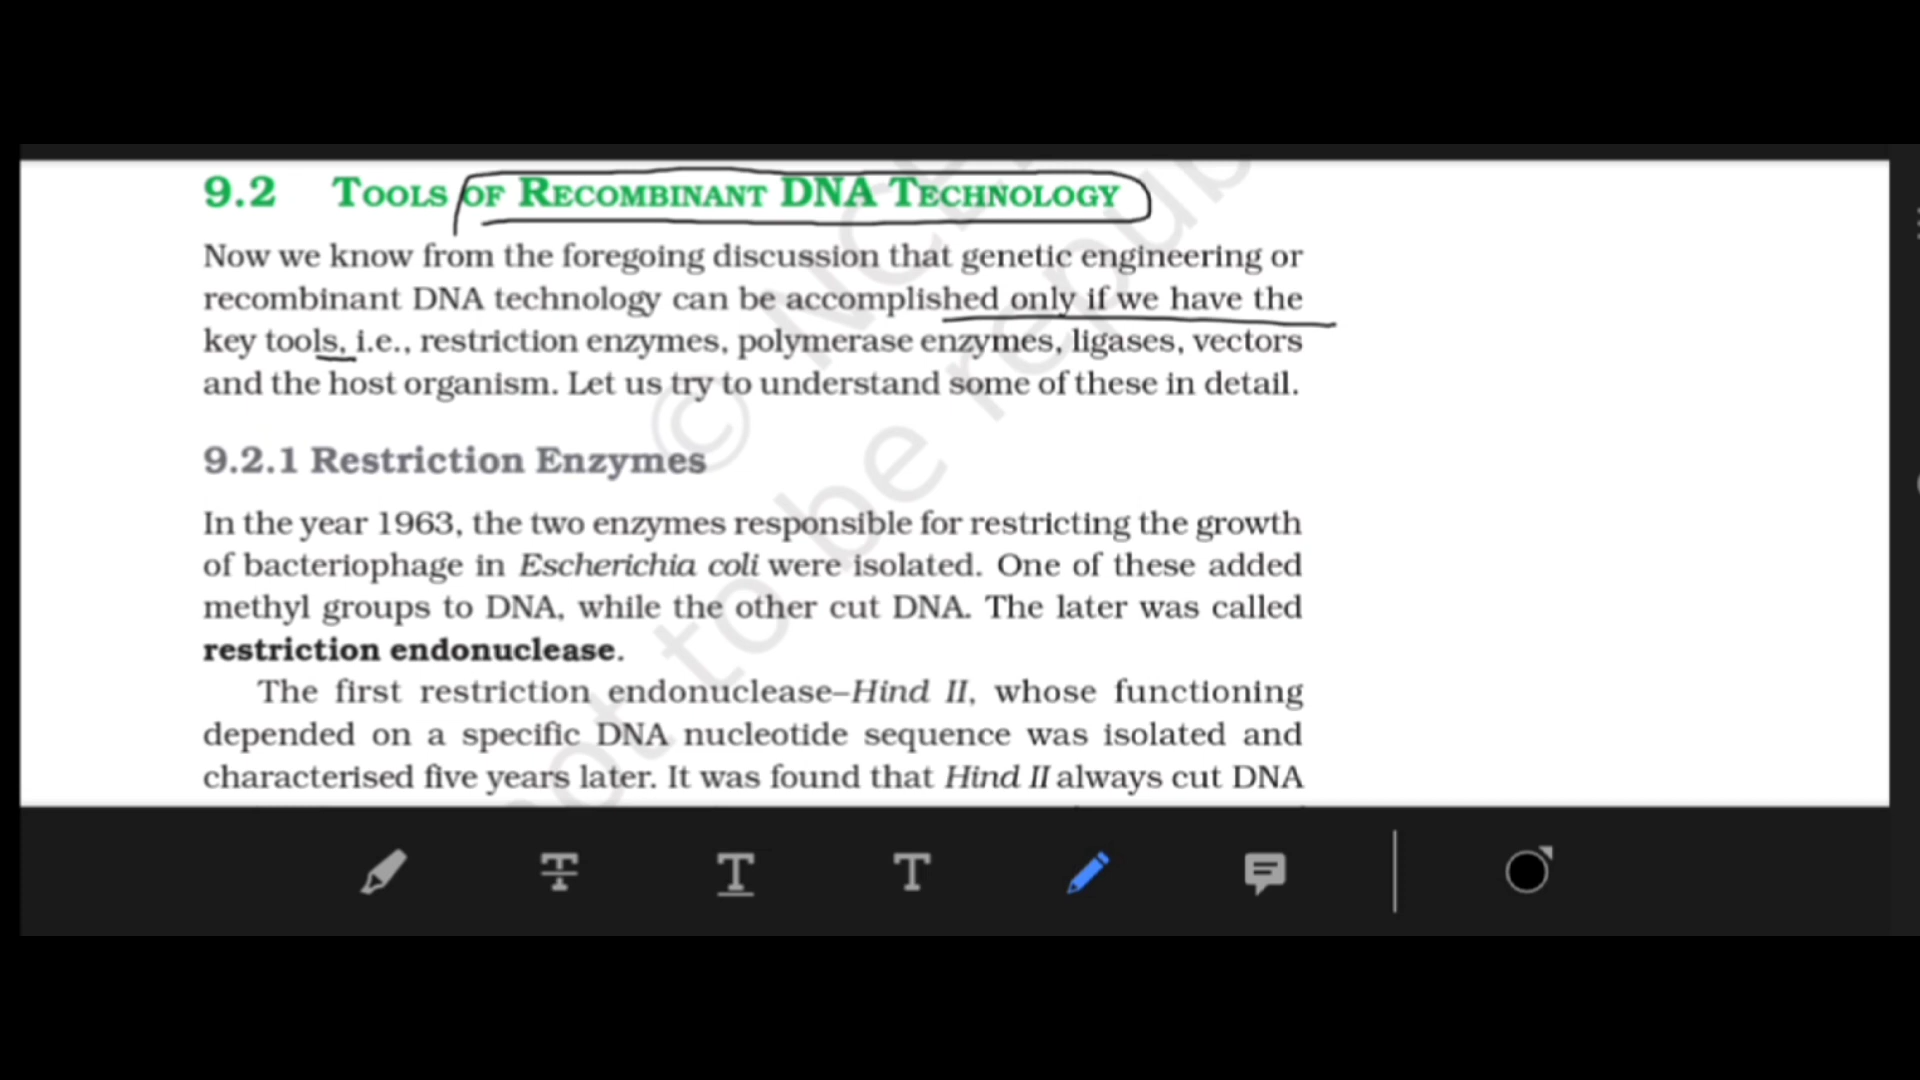 9.2 TOOLS OF RECOMBINANT DNA TECHNOLOGY
Now we know from the foregoing discussion that genetic engineering or
recombinant DNA technology can be accomplished only if we have the
key tools, i.e., restriction enzymes, polymerase enzymes, ligases, vectors
and the host organism. Let us try to understand some of these in detail.
9.2.1 Restriction Enzymes
In the year 1963, the two enzymes responsible for restricting the growth
of bacteriophage in Escherichia coli were isolated. One of these added
methyl groups to DNA, while the other cut DNA. The later was called
restriction endonuclease.
The first restriction endonuclease–Hind II, whose functioning
depended on a specific DNA nucleotide sequence was isolated and
characterised five years later. It was found that Hind II always cut DNA
© NCE
not to be repub